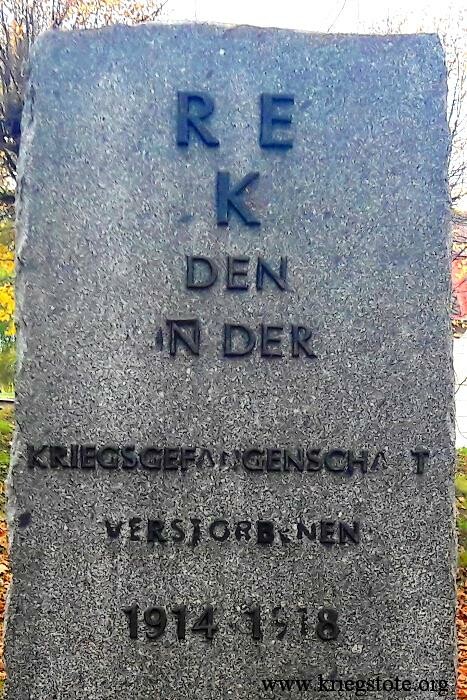 R E
K
DEN
IN DER
KRIEGSGEFANGENSCHAFT
VERSTORBENEN
1914 1918
www.kriegstote.org